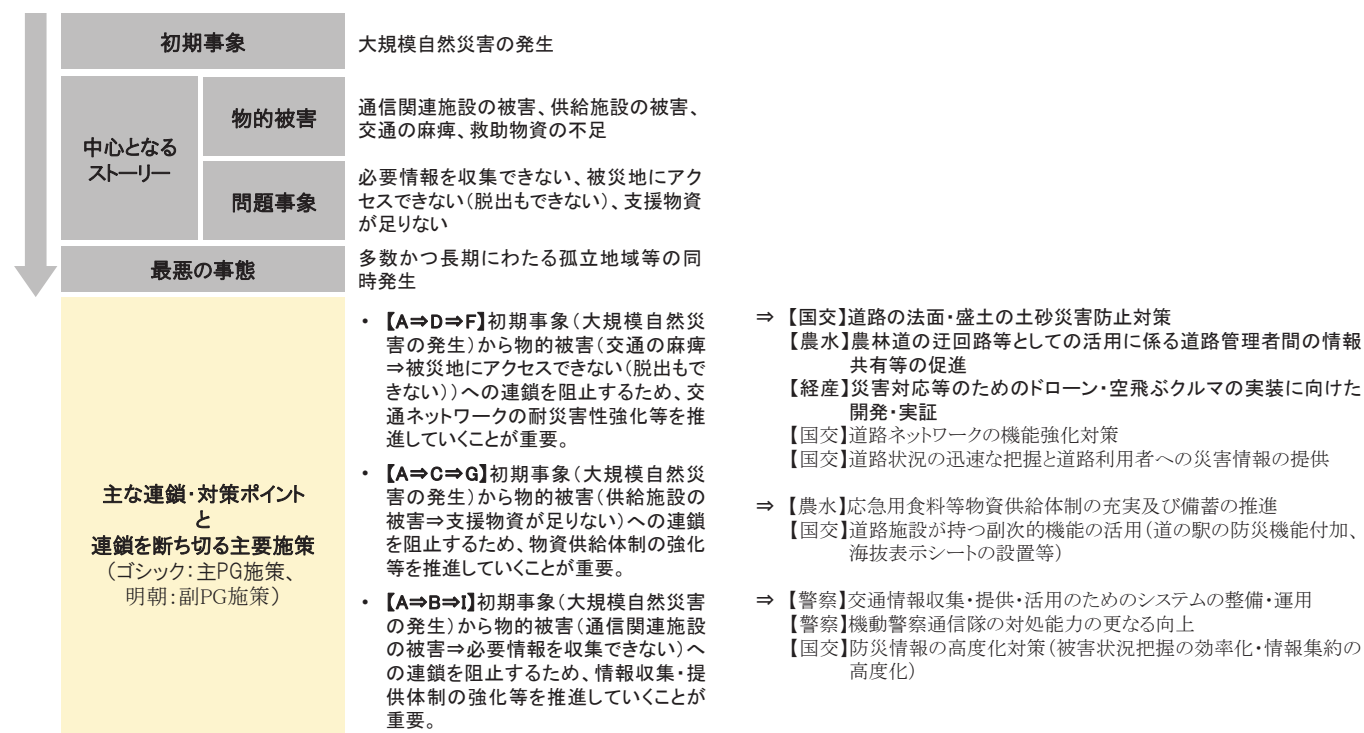 初期事象
大規模自然災害の発生
中心となる
ストーリー
物的被害
通信関連施設の被害、供給施設の被害、
交通の麻痺、救助物資の不足
問題事象
必要情報を収集できない、被災地にアク
セスできない（脱出もできない）、支援物資
が足りない
最悪の事態
多数かつ長期にわたる孤立地域等の同
時発生
主な連鎖・対策ポイント
と
連鎖を断ち切る主要施策
（ゴシック：主PG施策、
明朝：副PG施策）
・ 【A⇒D⇒F】初期事象（大規模自然災
害の発生）から物的被害（交通の麻痺
⇒被災地にアクセスできない（脱出もで
きない））への連鎖を阻止するため、交
通ネットワークの耐災害性強化等を推
進していくことが重要。
⇒ 【国交】道路の法面・盛土の土砂災害防止対策
【農水】農林道の迂回路等としての活用に係る道路管理者間の情報
共有等の促進
【経産】災害対応等のためのドローン・空飛ぶクルマの実装に向けた
開発・実証
【国交】道路ネットワークの機能強化対策
【国交】道路状況の迅速な把握と道路利用者への災害情報の提供
・ 【A⇒C⇒G】初期事象（大規模自然災
害の発生）から物的被害（供給施設の
被害⇒支援物資が足りない）への連鎖
を阻止するため、物資供給体制の強化
等を推進していくことが重要。
⇒ 【農水】応急用食料等物資供給体制の充実及び備蓄の推進
【国交】道路施設が持つ副次的機能の活用（道の駅の防災機能付加、
海抜表示シートの設置等）
・ 【A⇒B⇒I】初期事象（大規模自然災害
の発生）から物的被害（通信関連施設
の被害⇒必要情報を収集できない）へ
の連鎖を阻止するため、情報収集・提
供体制の強化等を推進していくことが
重要。
⇒ 【警察】交通情報収集・提供・活用のためのシステムの整備・運用
【警察】機動警察通信隊の対処能力の更なる向上
【国交】防災情報の高度化対策（被害状況把握の効率化・情報集約の
高度化）